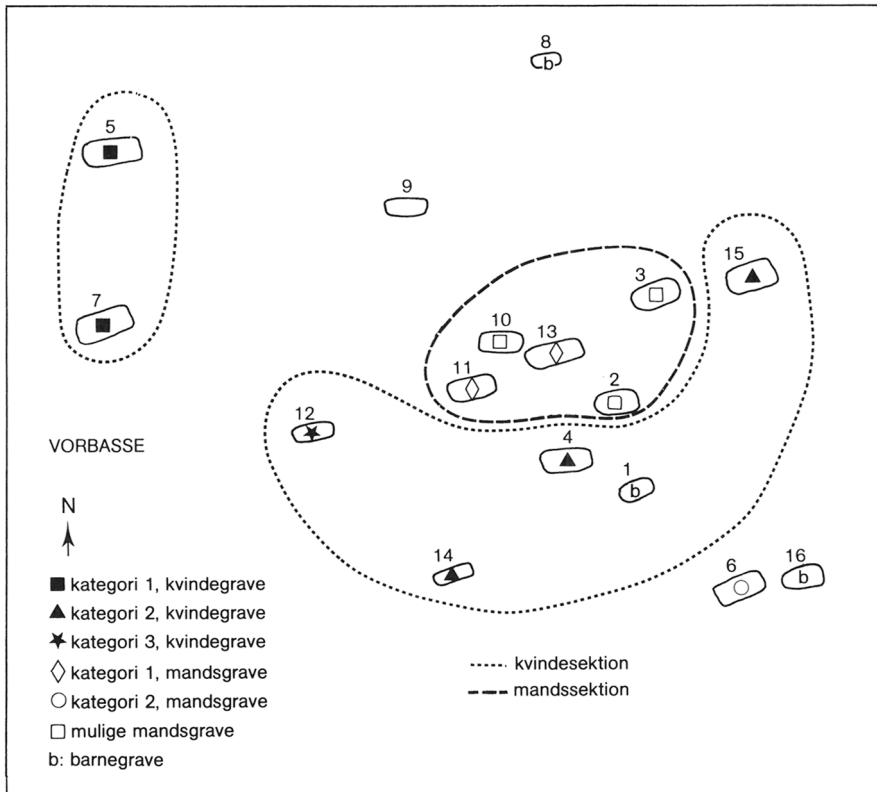 8
b
5
9
15
3
7
10
13
11
2
12
4
1
b
VORBASSE
N
14
6
16
b
kategori 1, kvindegrave
kategori 2, kvindegrave
kategori 3, kvindegrave
kategori 1, mandsgrave
kategori 2, mandsgrave
mulige mandsgrave
b: barnegrave
kvindesektion
mandssektion